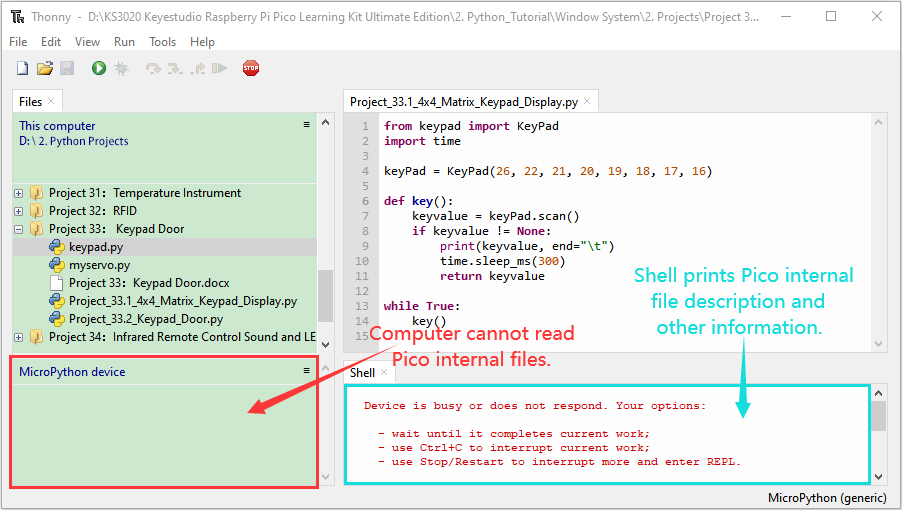 Thonny - D:\KS3020 Keyestudio Raspberry Pi Pico Learning Kit Ultimate Edition\2. Python_Tutorial\Window System\2. Projects\Project 3...
File Edit View Run Tools Help
STOP
Files
This computer
D: \ 2. Python Projects
Project 31: Temperature Instrument
Project 32: RFID
Project 33: Keypad Door
keypad.py
myservo.py
Project 33: Keypad Door.docx
Project_33.1_4x4_Matrix_Keypad_Display.py
Project_33.2_Keypad_Door.py
Project 34: Infrared Remote Control Sound and LE
MicroPython device
Project_33.1_4x4_Matrix_Keypad_Display.py
1 from keypad import KeyPad
2 import time
3
4 keyPad = KeyPad(26, 22, 21, 20, 19, 18, 17, 16)
5
6 def key():
7 keyvalue = keyPad.scan()
8 if keyvalue != None:
9 print(keyvalue, end="\t")
10 time.sleep_ms(300)
11 return keyvalue
12
13 while True:
14 key()
15
Shell prints Pico internal
file description and
other information.
Computer cannot read
Pico internal files.
Shell
Device is busy or does not respond. Your options:
- wait until it completes current work;
- use Ctrl+C to interrupt current work;
- use Stop/Restart to interrupt more and enter REPL.
MicroPython (generic)